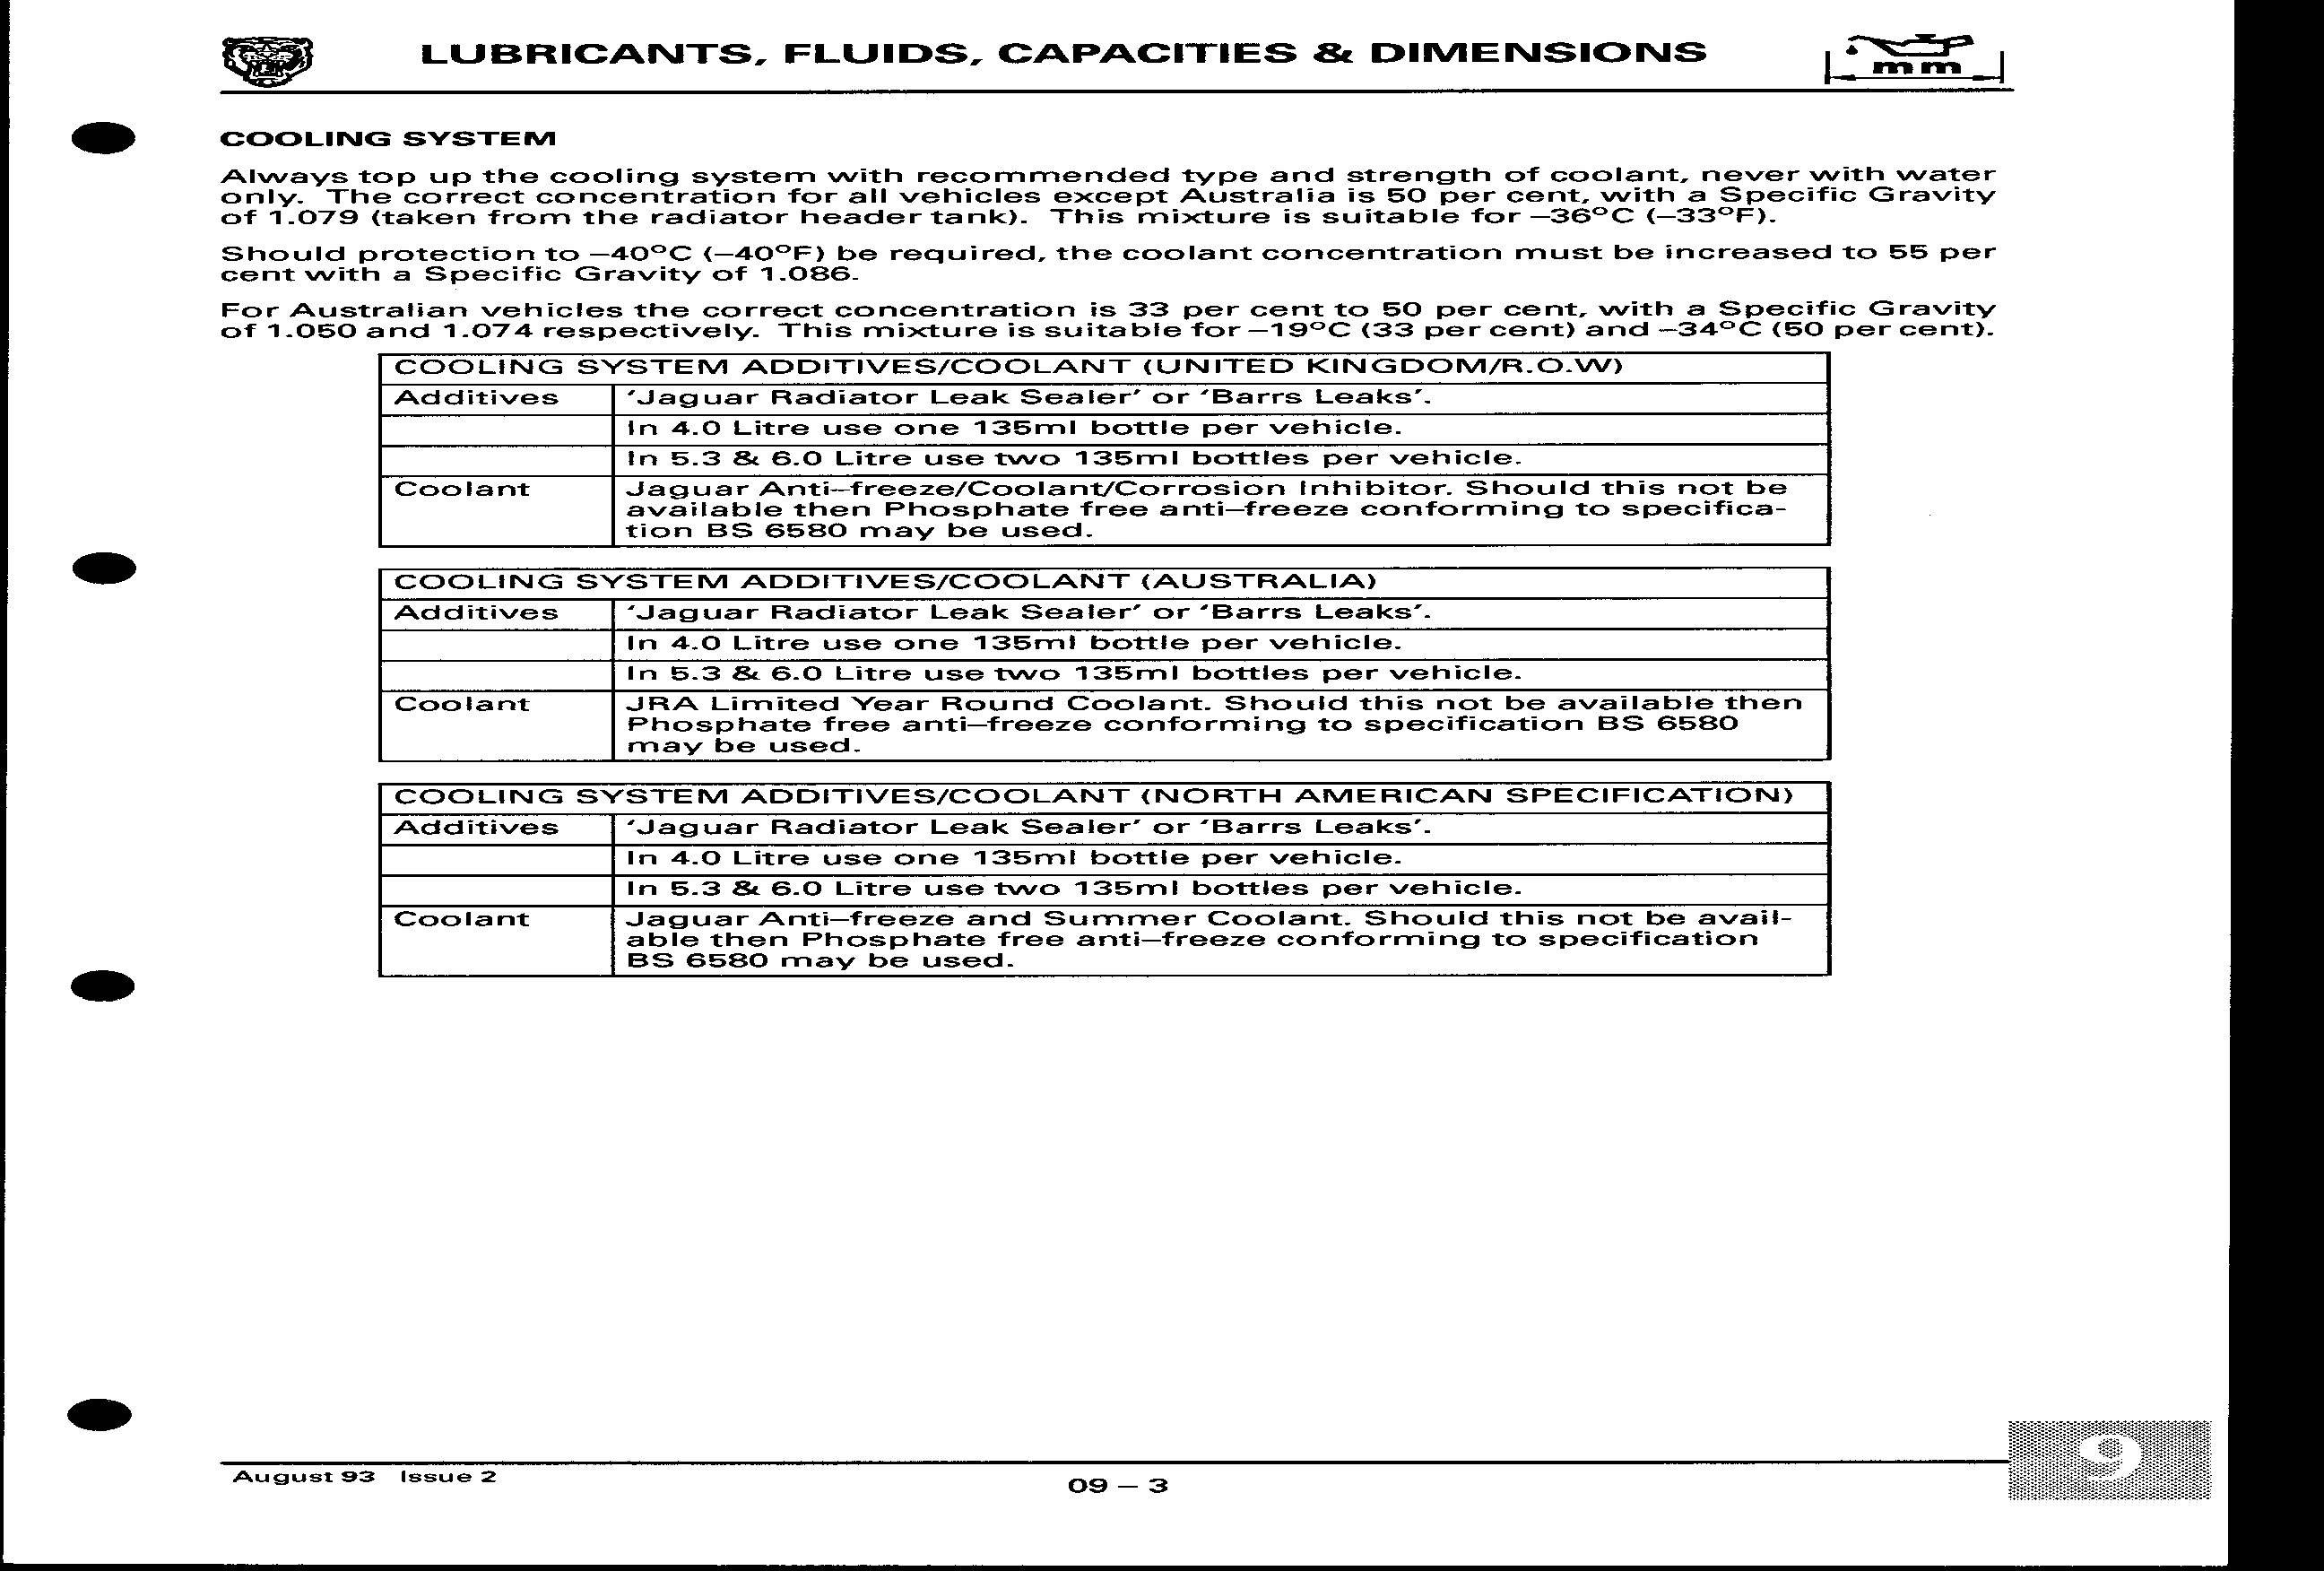 LUBRICANTS, FLUIDS, CAPACITIES & DIMENSIONS
mm
COOLING SYSTEM
Always top up the cooling system with recommended type and strength of coolant, never with water
only. The correct concentration for all vehicles except Australia is 50 per cent, with a Specific Gravity
of 1.079 (taken from the radiator header tank). This mixture is suitable for –36°C (–33°F).
Should protection to –40°C (–40°F) be required, the coolant concentration must be increased to 55 per
cent with a Specific Gravity of 1.086.
For Australian vehicles the correct concentration is 33 per cent to 50 per cent, with a Specific Gravity
of 1.050 and 1.074 respectively. This mixture is suitable for –19°C (33 per cent) and –34°C (50 per cent).
COOLING SYSTEM ADDITIVES/COOLANT (UNITED KINGDOM/R.O.W)
Additives 'Jaguar Radiator Leak Sealer' or 'Barrs Leaks'.
In 4.0 Litre use one 135ml bottle per vehicle.
In 5.3 & 6.0 Litre use two 135ml bottles per vehicle.
Coolant Jaguar Anti–freeze/Coolant/Corrosion Inhibitor. Should this not be
available then Phosphate free anti–freeze conforming to specifica-
tion BS 6580 may be used.
COOLING SYSTEM ADDITIVES/COOLANT (AUSTRALIA)
Additives 'Jaguar Radiator Leak Sealer' or 'Barrs Leaks'.
In 4.0 Litre use one 135ml bottle per vehicle.
In 5.3 & 6.0 Litre use two 135ml bottles per vehicle.
Coolant JRA Limited Year Round Coolant. Should this not be available then
Phosphate free anti–freeze conforming to specification BS 6580
may be used.
COOLING SYSTEM ADDITIVES/COOLANT (NORTH AMERICAN SPECIFICATION)
Additives 'Jaguar Radiator Leak Sealer' or 'Barrs Leaks'.
In 4.0 Litre use one 135ml bottle per vehicle.
In 5.3 & 6.0 Litre use two 135ml bottles per vehicle.
Coolant Jaguar Anti–freeze and Summer Coolant. Should this not be avail-
able then Phosphate free anti–freeze conforming to specification
BS 6580 may be used.
August 93 Issue 2
09 – 3
9